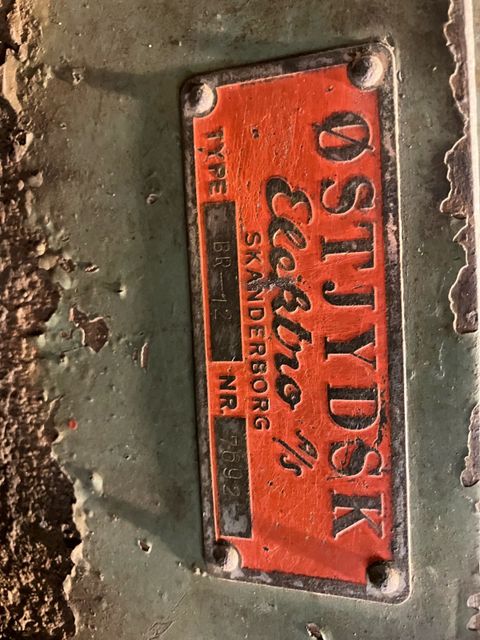 ØSTJYDSK
Elektro A/S
SKANDERBORG
TYPE BR-12 NR. 7692